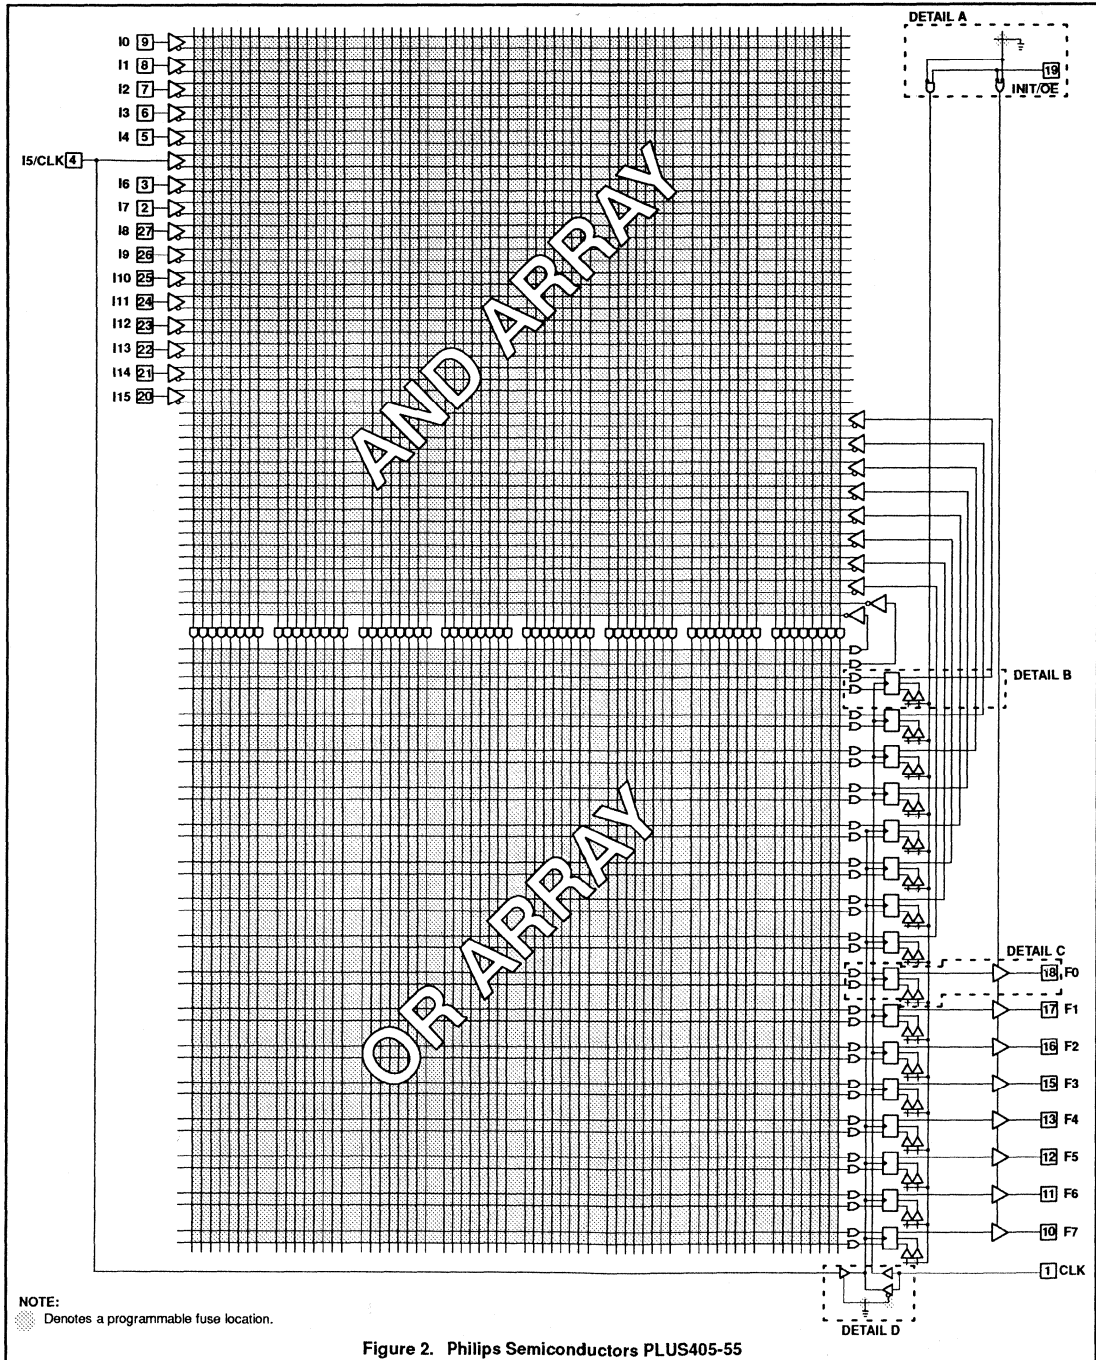 DETAIL A
19
INIT/OE
I0 9
I1 8
I2 7
I3 6
I4 5
I5/CLK 4
I6 3
I7 2
I8 27
I9 26
I10 25
I11 24
I12 23
I13 22
I14 21
I15 20
AND ARRAY
DETAIL B
OR ARRAY
DETAIL C
18 F0
17 F1
16 F2
15 F3
13 F4
12 F5
11 F6
10 F7
1 CLK
DETAIL D
NOTE:
Denotes a programmable fuse location.
Figure 2. Philips Semiconductors PLUS405-55